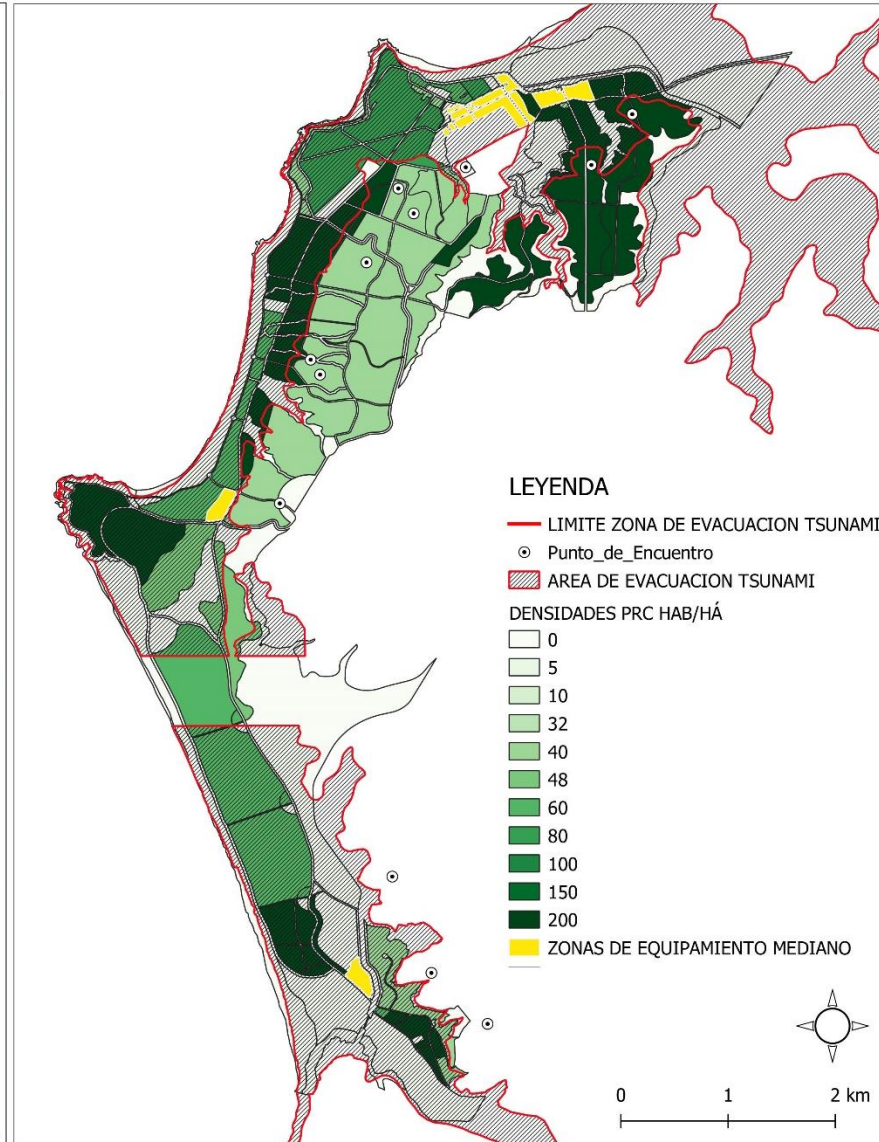 LEYENDA
LIMITE ZONA DE EVACUACION TSUNAMI
Punto_de_Encuentro
AREA DE EVACUACION TSUNAMI
DENSIDADES PRC HAB/HÁ
0
5
10
32
40
48
60
80
100
150
200
ZONAS DE EQUIPAMIENTO MEDIANO
0 1 2 km